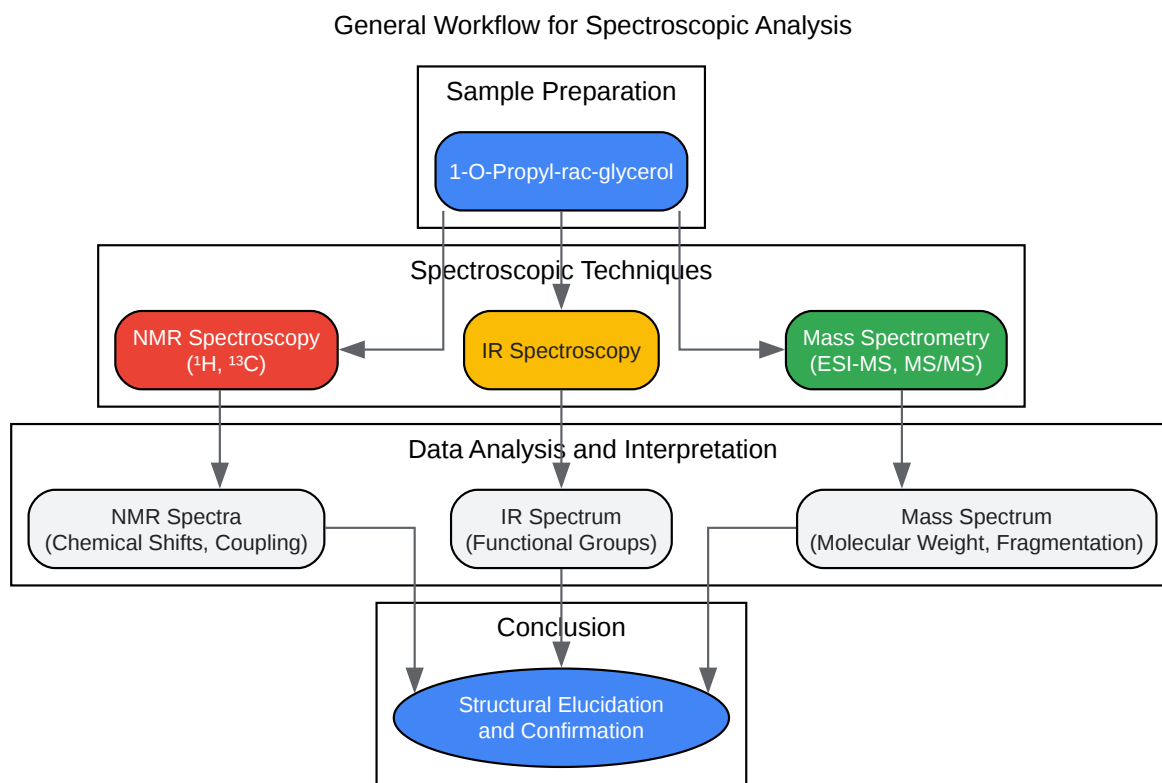 General Workflow for Spectroscopic Analysis
Sample Preparation
1-O-Propyl-rac-glycerol
Spectroscopic Techniques
NMR Spectroscopy
(¹H, ¹³C)
IR Spectroscopy
Mass Spectrometry
(ESI-MS, MS/MS)
Data Analysis and Interpretation
NMR Spectra
(Chemical Shifts, Coupling)
IR Spectrum
(Functional Groups)
Mass Spectrum
(Molecular Weight, Fragmentation)
Conclusion
Structural Elucidation
and Confirmation